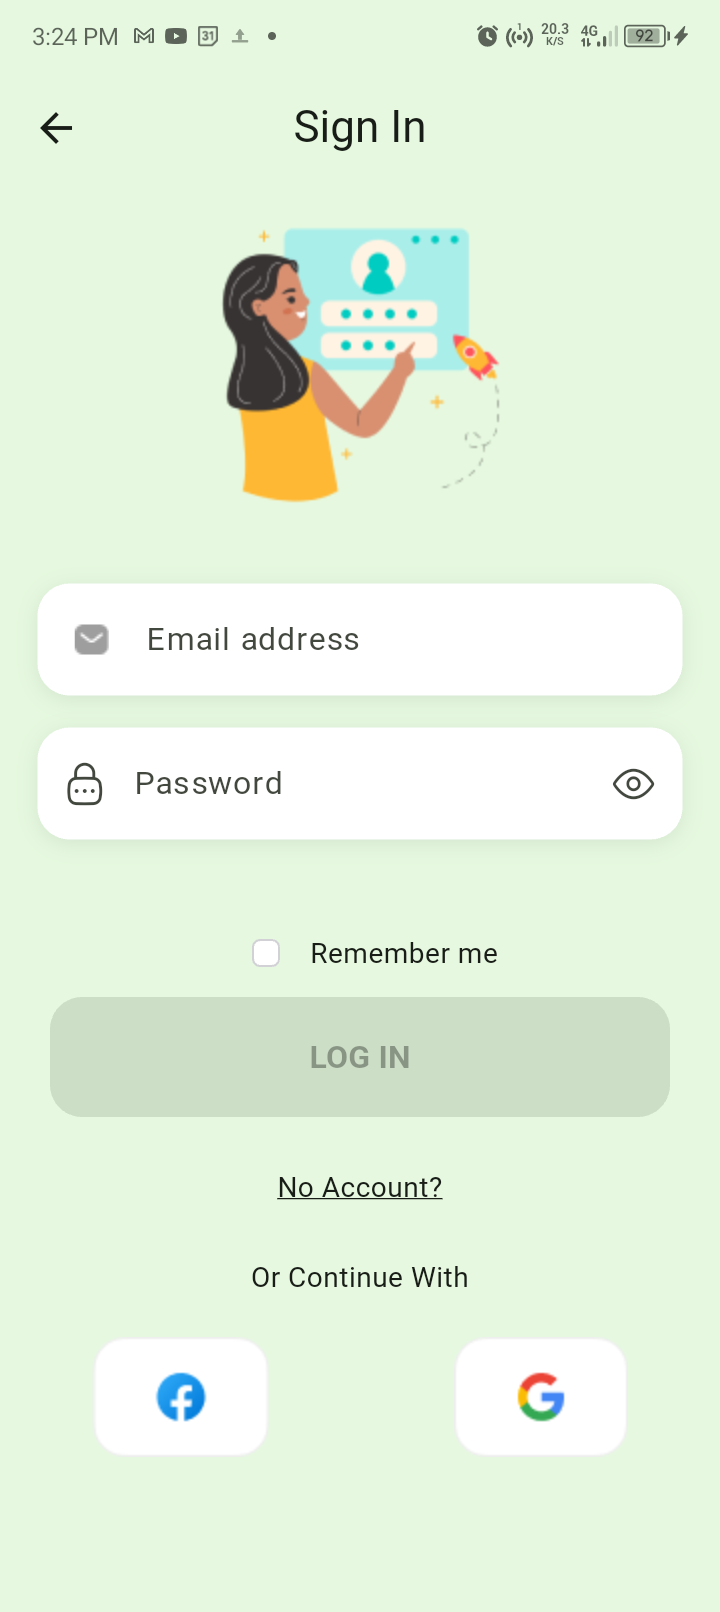 3:24 PM 31 1 20.3 K/S 4G 92
Sign In
Email address
Password
Remember me
LOG IN
No Account?
Or Continue With